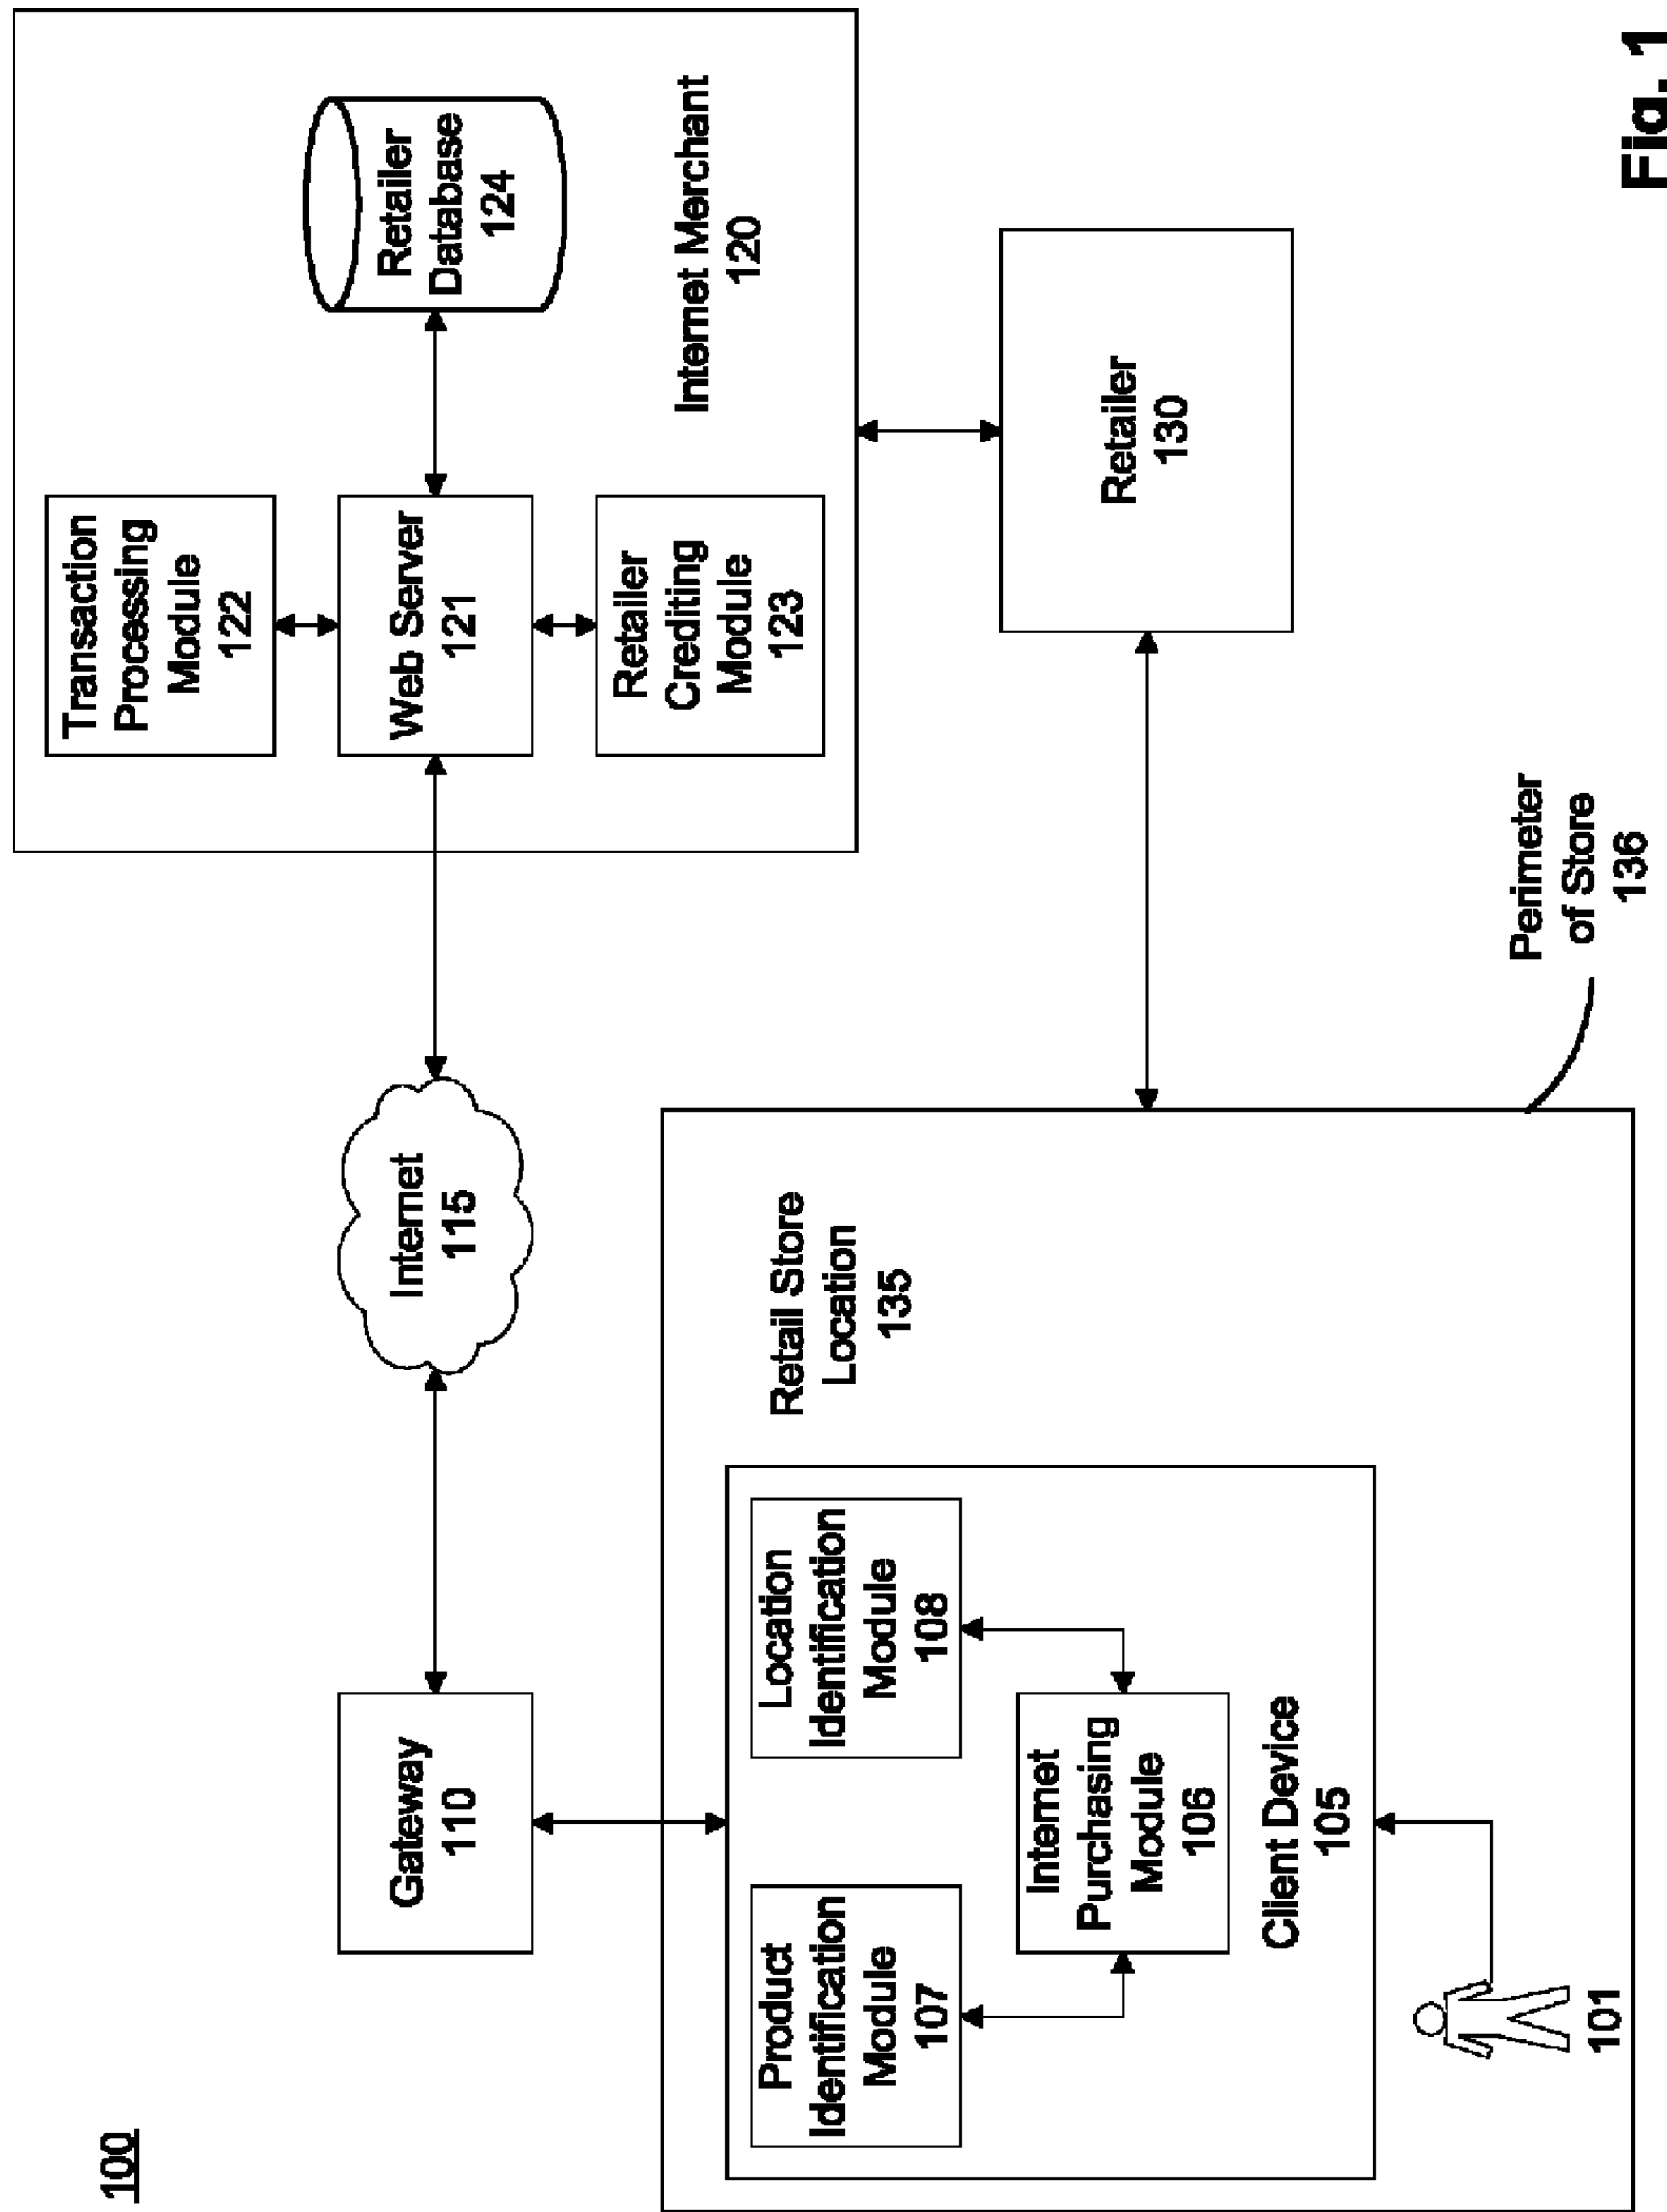 100
Gateway
110
Internet
115
Transaction
Processing
Module
122
Web Server
121
Retailer
Crediting
Module
123
Retailer
Database
124
Internet Merchant
120
Product
Identification
Module
107
Location
Identification
Module
108
Internet
Purchasing
Module
106
Client Device
105
Retail Store
Location
135
101
Retailer
130
Perimeter
of Store
136
Fig. 1